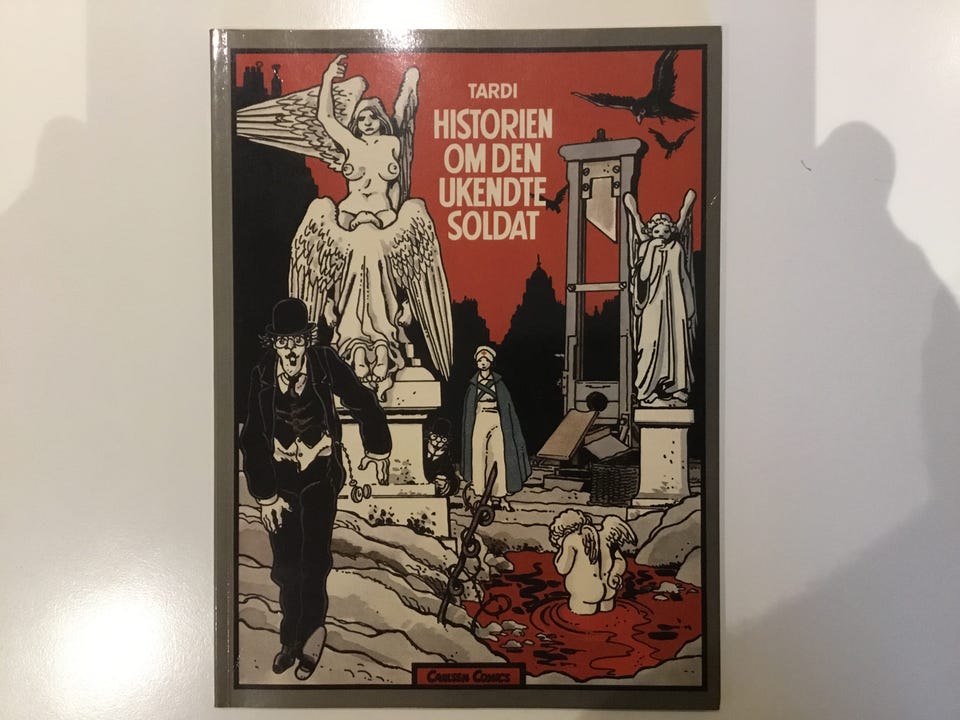 TARDI
HISTORIEN
OM DEN
UKENDTE
SOLDAT
CARLSEN COMICS